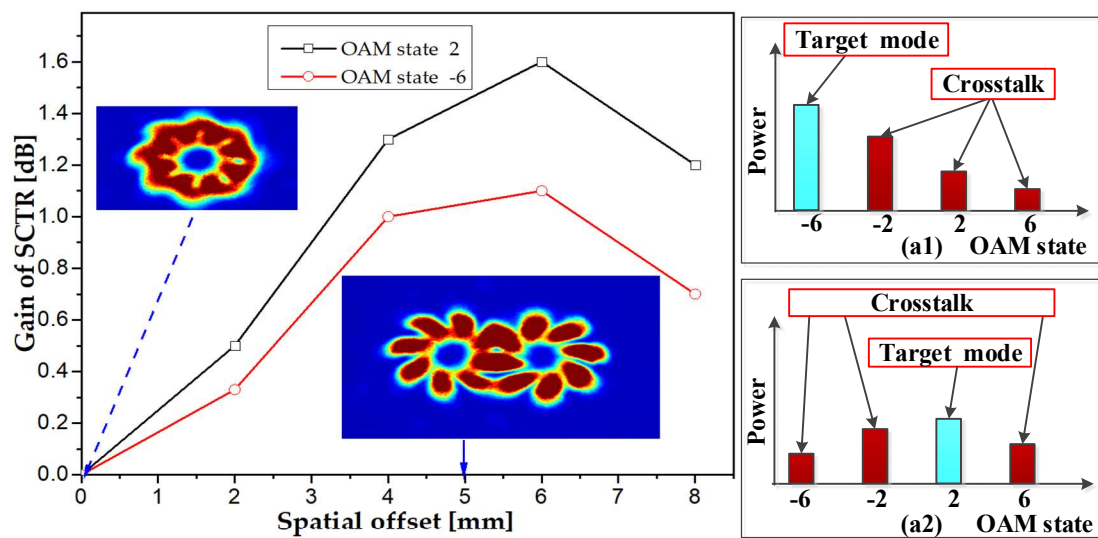 OAM state 2
OAM state -6
Gain of SCTR [dB]
1.6
1.4
1.2
1.0
0.8
0.6
0.4
0.2
0.0
0 1 2 3 4 5 6 7 8
Spatial offset [mm]
Target mode
Crosstalk
Power
-6 -2 2 6
(a1) OAM state
Crosstalk
Target mode
Power
-6 -2 2 6
(a2) OAM state